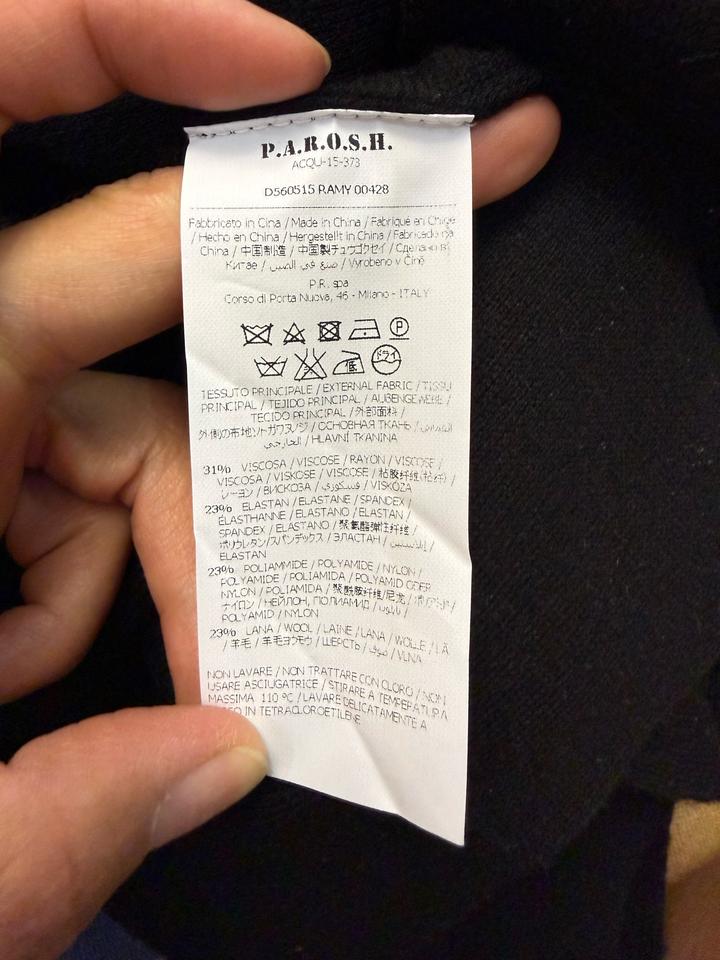 P.A.R.O.S.H.
ACQU-15-373
D560515 RAMY 00428
Fabbricato in Cina / Made in China / Fabriqué en Chine
/ Hecho en China / Hergestellt in China / Fabricado na
China / 中国制造 / 中国製チュウゴクセイ / Сделано в
Китае / صنع في الصين / Vyrobeno v Číně
P.R. spa
Corso di Porta Nuova, 46 - Milano - ITALY
P
低 ドライ
TESSUTO PRINCIPALE / EXTERNAL FABRIC / TISSU
PRINCIPAL / TEJIDO PRINCIPAL / AUßENGEWEBE /
TECIDO PRINCIPAL / 外部面料 /
外側の布地ソトガワヌノジ / ОСНОВНАЯ ТКАНЬ /
الخارجي / HLAVNÍ TKANINA
31% VISCOSA / VISCOSE / RAYON / VISCOSE /
VISCOSA / VISKOSE / VISCOSE / 粘胶纤维(粘纤) /
レーヨン / ВИСКОЗА / فسكوزي / VISKÓZA
23% ELASTAN / ELASTANE / SPANDEX /
ÉLASTHANNE / ELASTANO / ELASTAN /
SPANDEX / ELASTANO / 聚氨酯弹性纤维 /
ポリウレタン/スパンデックス / ЭЛАСТАН / /
ELASTAN
23% POLIAMMIDE / POLYAMIDE / NYLON /
POLYAMIDE / POLIAMIDA / POLYAMID ODER
NYLON / POLIAMIDA / 聚酰胺纤维/尼龙 /
ナイロン / НЕЙЛОН, ПОЛИАМИД / نايلون /
POLYAMID / NYLON
23% LANA / WOOL / LAINE / LANA / WOLLE / LÃ
/ 羊毛 / 羊毛ヨウモウ / ШЕРСТЬ / صوف / VLNA
NON LAVARE / NON TRATTARE CON CLORO / NON
USARE ASCIUGATRICE / STIRARE A TEMPERATURA
MASSIMA 110 °C / LAVARE DELICATAMENTE A
IN TETRACLOROETILENE